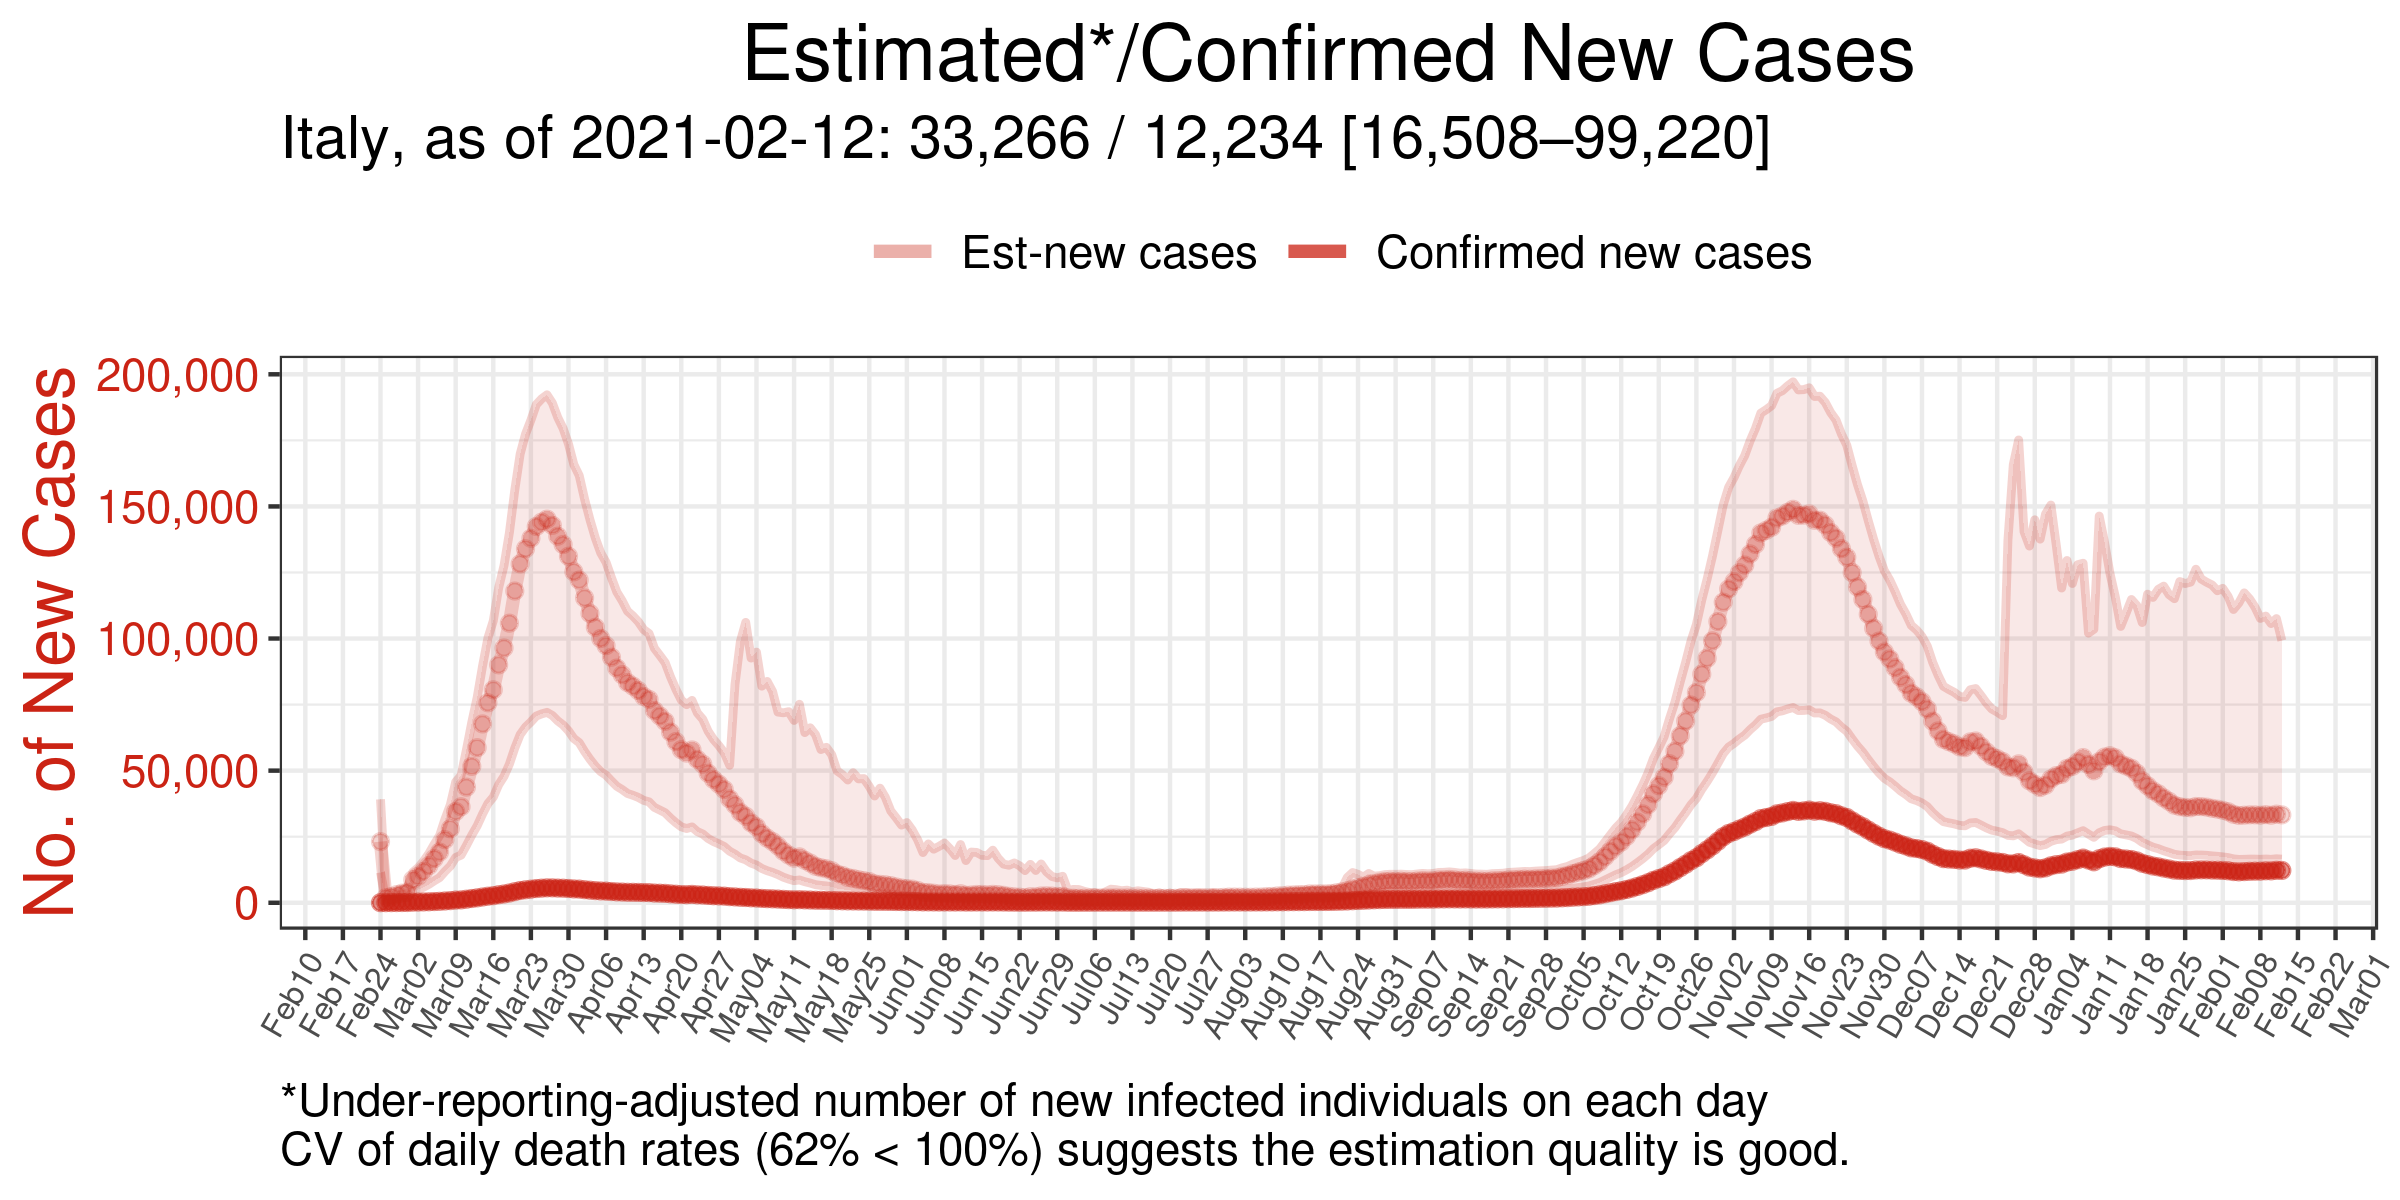 Estimated*/Confirmed New Cases
Italy, as of 2021-02-12: 33,266 / 12,234 [16,508–99,220]
Est-new cases
Confirmed new cases
No. of New Cases
200,000
150,000
100,000
50,000
0
Feb10
Feb17
Feb24
Mar02
Mar09
Mar16
Mar23
Mar30
Apr06
Apr13
Apr20
Apr27
May04
May11
May18
May25
Jun01
Jun08
Jun15
Jun22
Jun29
Jul06
Jul13
Jul20
Jul27
Aug03
Aug10
Aug17
Aug24
Aug31
Sep07
Sep14
Sep21
Sep28
Oct05
Oct12
Oct19
Oct26
Nov02
Nov09
Nov16
Nov23
Nov30
Dec07
Dec14
Dec21
Dec28
Jan04
Jan11
Jan18
Jan25
Feb01
Feb08
Feb15
Feb22
Mar01
*Under-reporting-adjusted number of new infected individuals on each day
CV of daily death rates (62% < 100%) suggests the estimation quality is good.